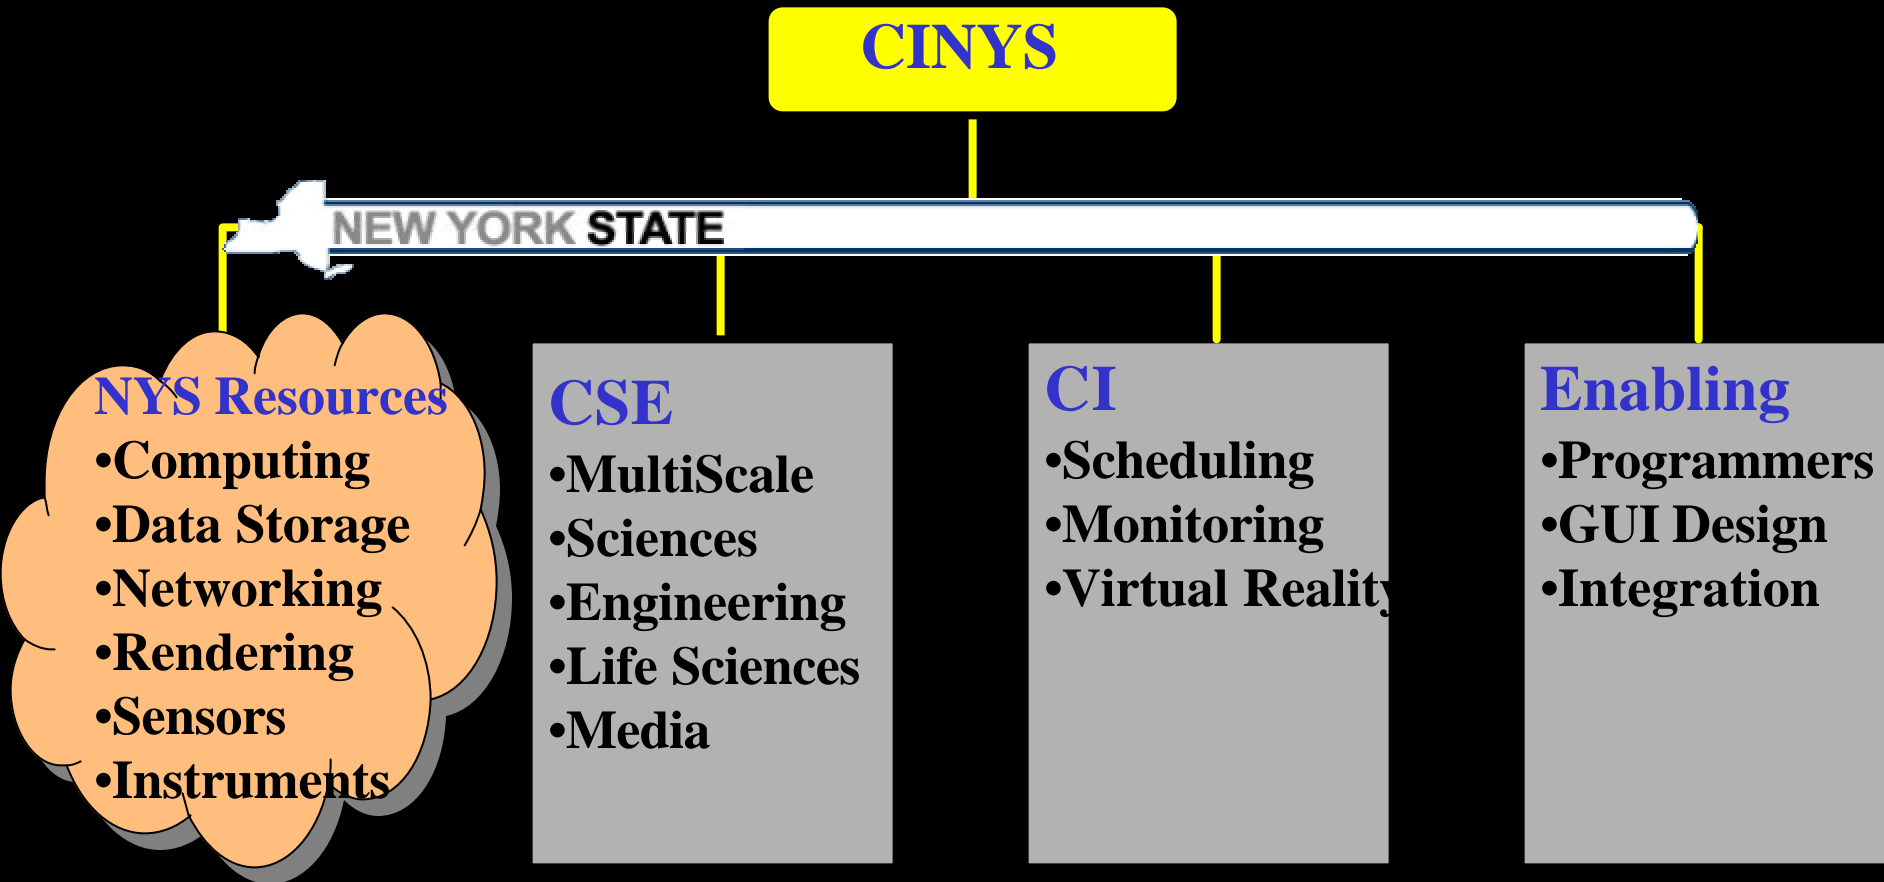 CINYS
NEW YORK STATE
NYS Resources
•Computing
•Data Storage
•Networking
•Rendering
•Sensors
•Instruments
CSE
•MultiScale
•Sciences
•Engineering
•Life Sciences
•Media
CI
•Scheduling
•Monitoring
•Virtual Reality
Enabling
•Programmers
•GUI Design
•Integration